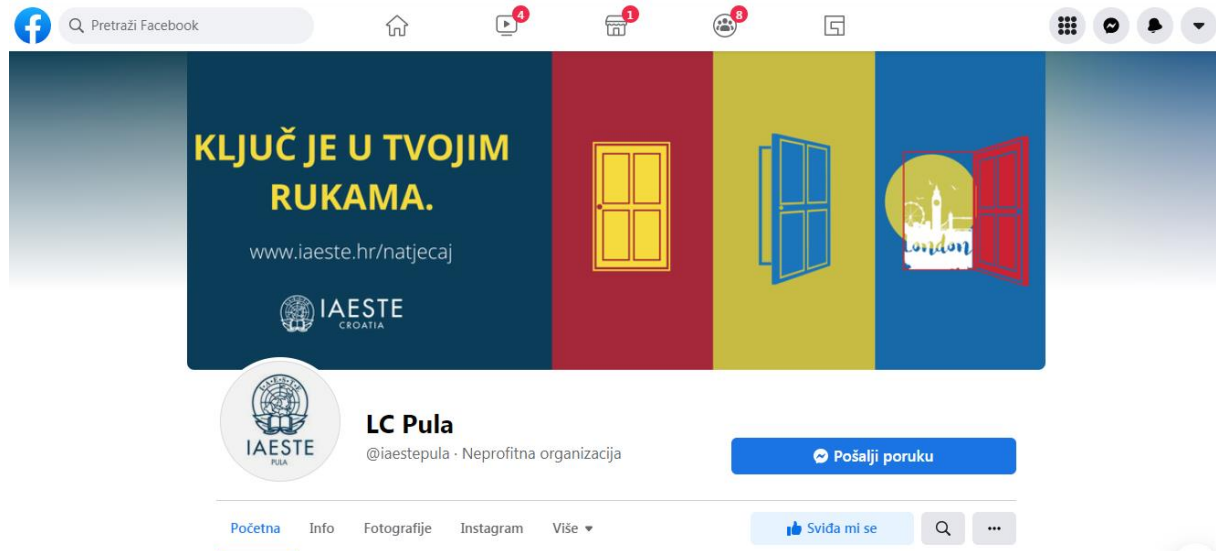 Pretraži Facebook
4
1
8
KLJUČ JE U TVOJIM
RUKAMA.
www.iaeste.hr/natjecaj
IAESTE
CROATIA
London
I·A·E·S·T·E
IAESTE
PULA
LC Pula
@iaestepula · Neprofitna organizacija
Pošalji poruku
Početna Info Fotografije Instagram Više
Sviđa mi se